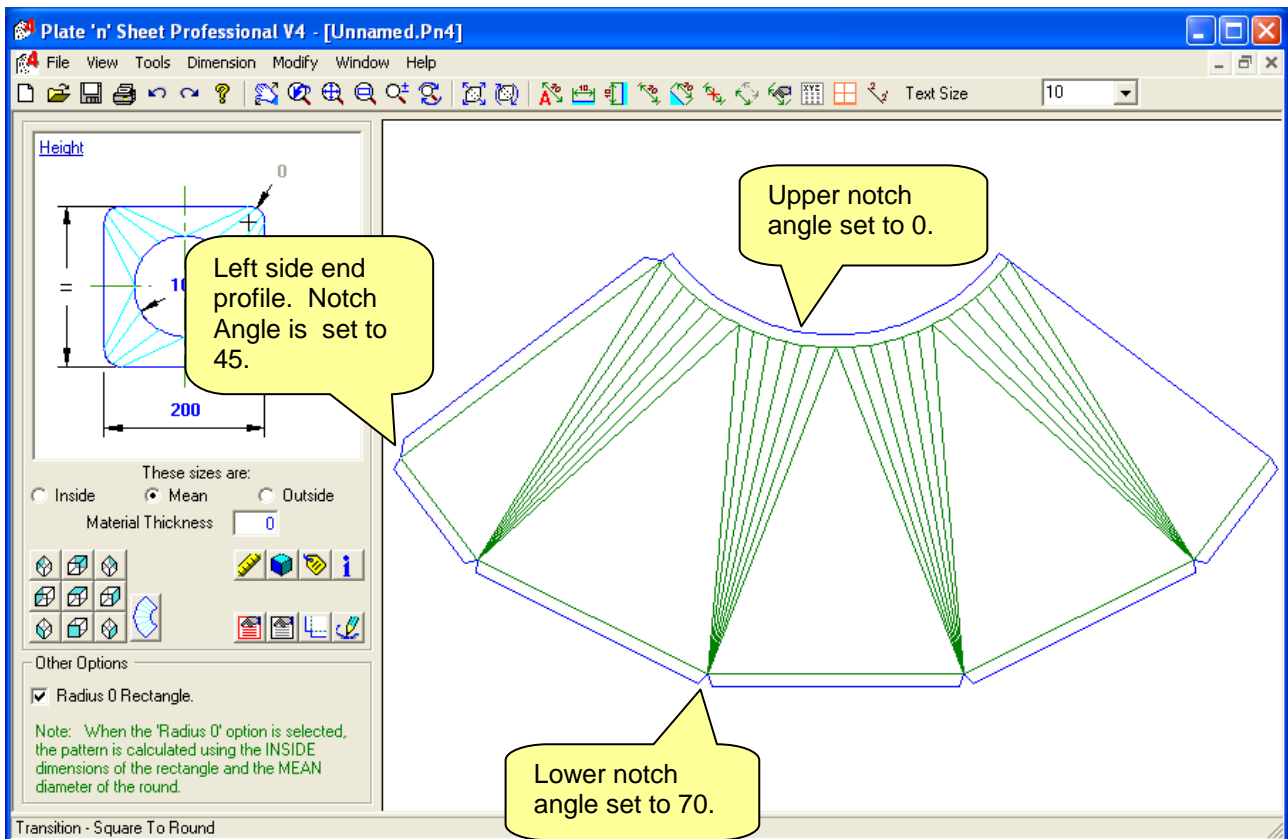 Plate 'n' Sheet Professional V4 - [Unnamed.Pn4]
File View Tools Dimension Modify Window Help
Text Size 10
Height
0
=
200
Left side end
profile. Notch
Angle is set to
45.
Upper notch
angle set to 0.
These sizes are:
Inside Mean Outside
Material Thickness 0
Other Options
Radius 0 Rectangle.
Note: When the 'Radius 0' option is selected,
the pattern is calculated using the INSIDE
dimensions of the rectangle and the MEAN
diameter of the round.
Lower notch
angle set to 70.
Transition - Square To Round